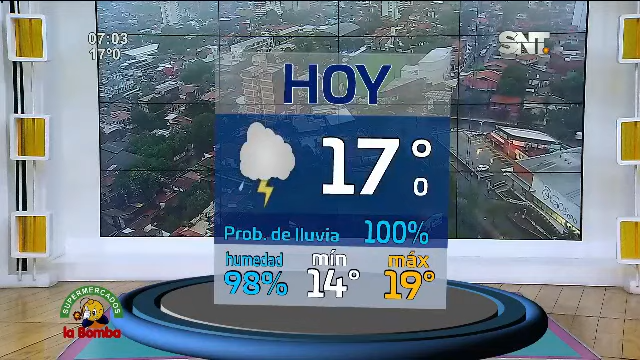 07:03
17°0
SNT.
HOY
17°
0
Prob. de lluvia 100%
humedad mín máx
98% 14° 19°
SUPERMERCADOS
la Bomba